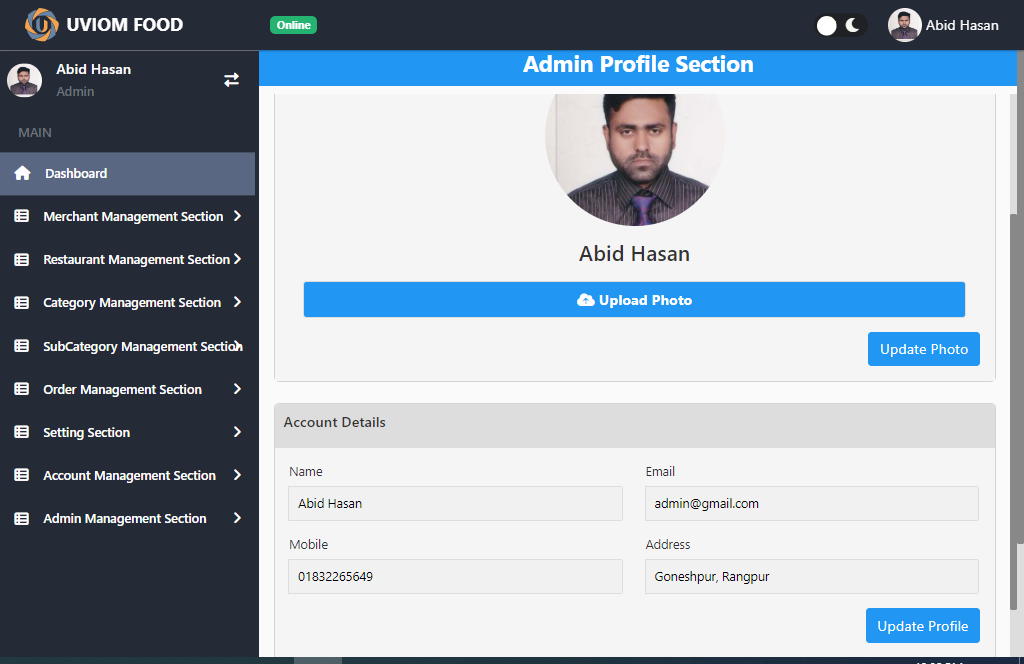 UVIOM FOOD
Online
Abid Hasan
Abid Hasan
Admin
MAIN
Dashboard
Merchant Management Section
Restaurant Management Section
Category Management Section
SubCategory Management Section
Order Management Section
Setting Section
Account Management Section
Admin Management Section
Admin Profile Section
Abid Hasan
Upload Photo
Update Photo
Account Details
Name
Email
Abid Hasan
admin@gmail.com
Mobile
Address
01832265649
Goneshpur, Rangpur
Update Profile